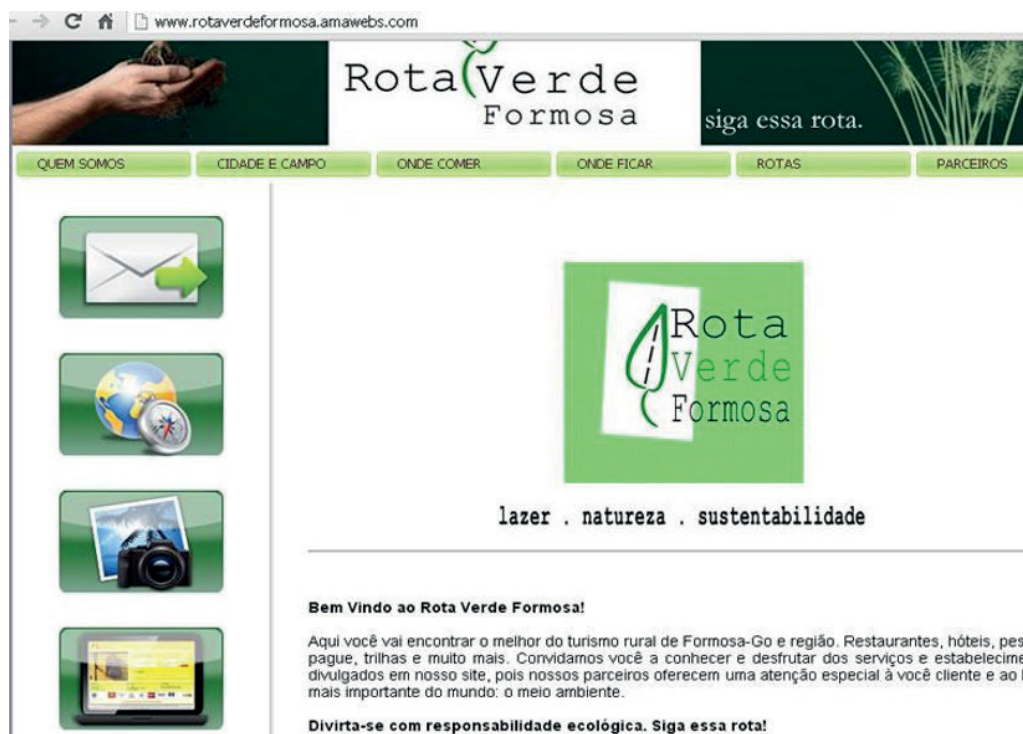 www.rotaverdeformosa.amawebs.com
Rota Verde
Formosa
siga essa rota.
QUEM SOMOS CIDADE E CAMPO ONDE COMER ONDE FICAR ROTAS PARCEIROS
Rota
Verde
Formosa
lazer . natureza . sustentabilidade
Bem Vindo ao Rota Verde Formosa!
Aqui você vai encontrar o melhor do turismo rural de Formosa-Go e região. Restaurantes, hóteis, pes
pague, trilhas e muito mais. Convidamos você a conhecer e desfrutar dos serviços e estabelecime
divulgados em nosso site, pois nossos parceiros oferecem uma atenção especial à você cliente e ao
mais importante do mundo: o meio ambiente.
Divirta-se com responsabilidade ecológica. Siga essa rota!